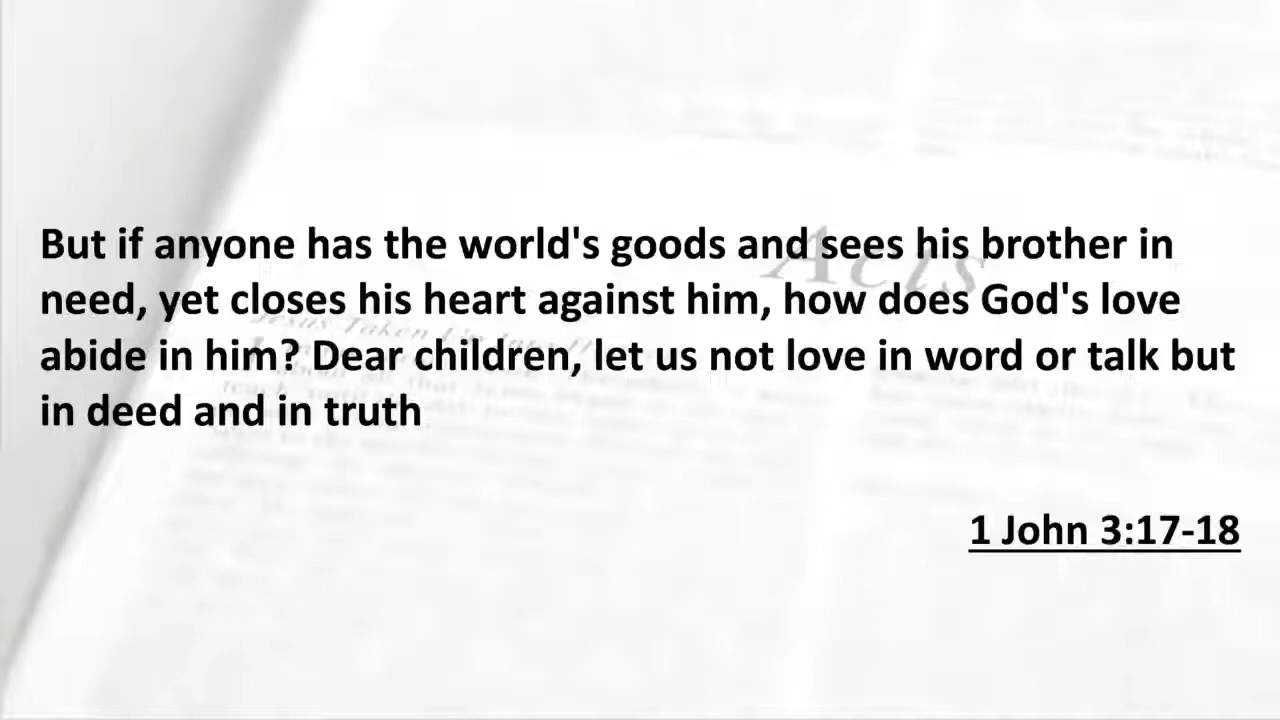 But if anyone has the world's goods and sees his brother in
need, yet closes his heart against him, how does God's love
abide in him? Dear children, let us not love in word or talk but
in deed and in truth
1 John 3:17-18
Acts